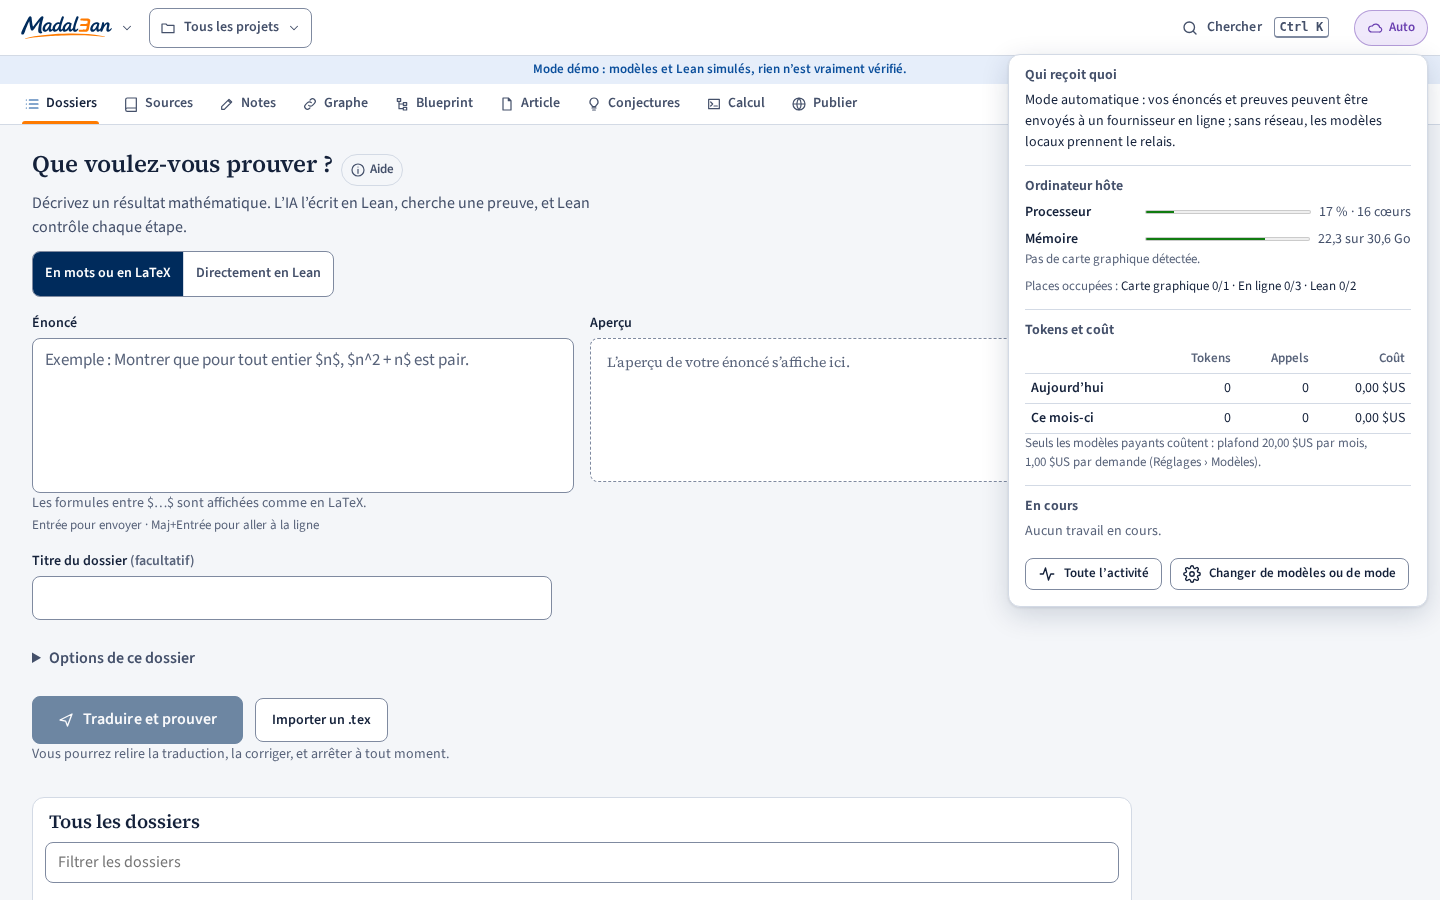 Madal∃an
Tous les projets
Chercher
Ctrl K
Auto
Mode démo : modèles et Lean simulés, rien n’est vraiment vérifié.
Dossiers
Sources
Notes
Graphe
Blueprint
Article
Conjectures
Calcul
Publier
Que voulez-vous prouver ?
Aide
Décrivez un résultat mathématique. L’IA l’écrit en Lean, cherche une preuve, et Lean
contrôle chaque étape.
En mots ou en LaTeX
Directement en Lean
Énoncé
Exemple : Montrer que pour tout entier $n$, $n^2 + n$ est pair.
Les formules entre $…$ sont affichées comme en LaTeX.
Entrée pour envoyer · Maj+Entrée pour aller à la ligne
Aperçu
L’aperçu de votre énoncé s’affiche ici.
Titre du dossier (facultatif)
Options de ce dossier
Traduire et prouver
Importer un .tex
Vous pourrez relire la traduction, la corriger, et arrêter à tout moment.
Tous les dossiers
Filtrer les dossiers
Qui reçoit quoi
Mode automatique : vos énoncés et preuves peuvent être
envoyés à un fournisseur en ligne ; sans réseau, les modèles
locaux prennent le relais.
Ordinateur hôte
Processeur 17 % · 16 cœurs
Mémoire 22,3 sur 30,6 Go
Pas de carte graphique détectée.
Places occupées : Carte graphique 0/1 · En ligne 0/3 · Lean 0/2
Tokens et coût
Tokens Appels Coût
Aujourd’hui 0 0 0,00 $US
Ce mois-ci 0 0 0,00 $US
Seuls les modèles payants coûtent : plafond 20,00 $US par mois,
1,00 $US par demande (Réglages › Modèles).
En cours
Aucun travail en cours.
Toute l’activité
Changer de modèles ou de mode